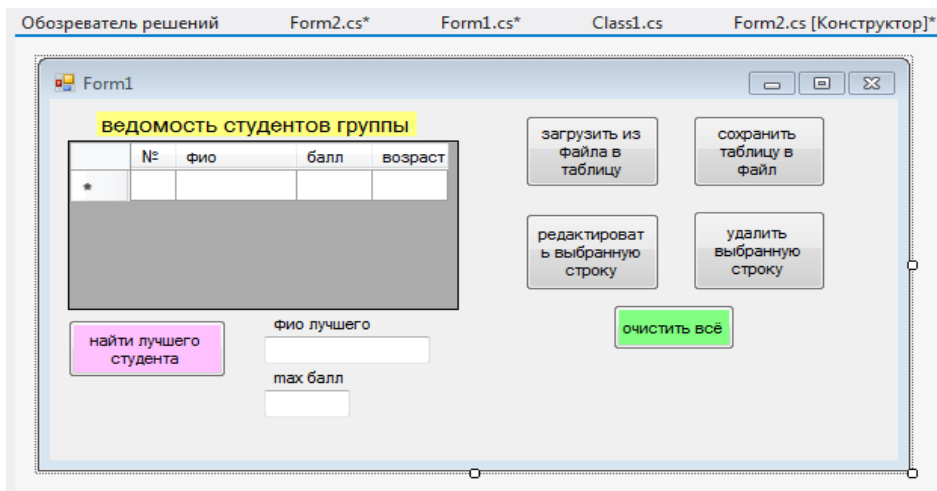 Обозреватель решений Form2.cs* Form1.cs* Class1.cs Form2.cs [Конструктор]*
Form1
ведомость студентов группы
№ фио балл возраст
*
загрузить из
файла в
таблицу
сохранить
таблицу в
файл
редактироват
ь выбранную
строку
удалить
выбранную
строку
очистить всё
найти лучшего
студента
фио лучшего
max балл